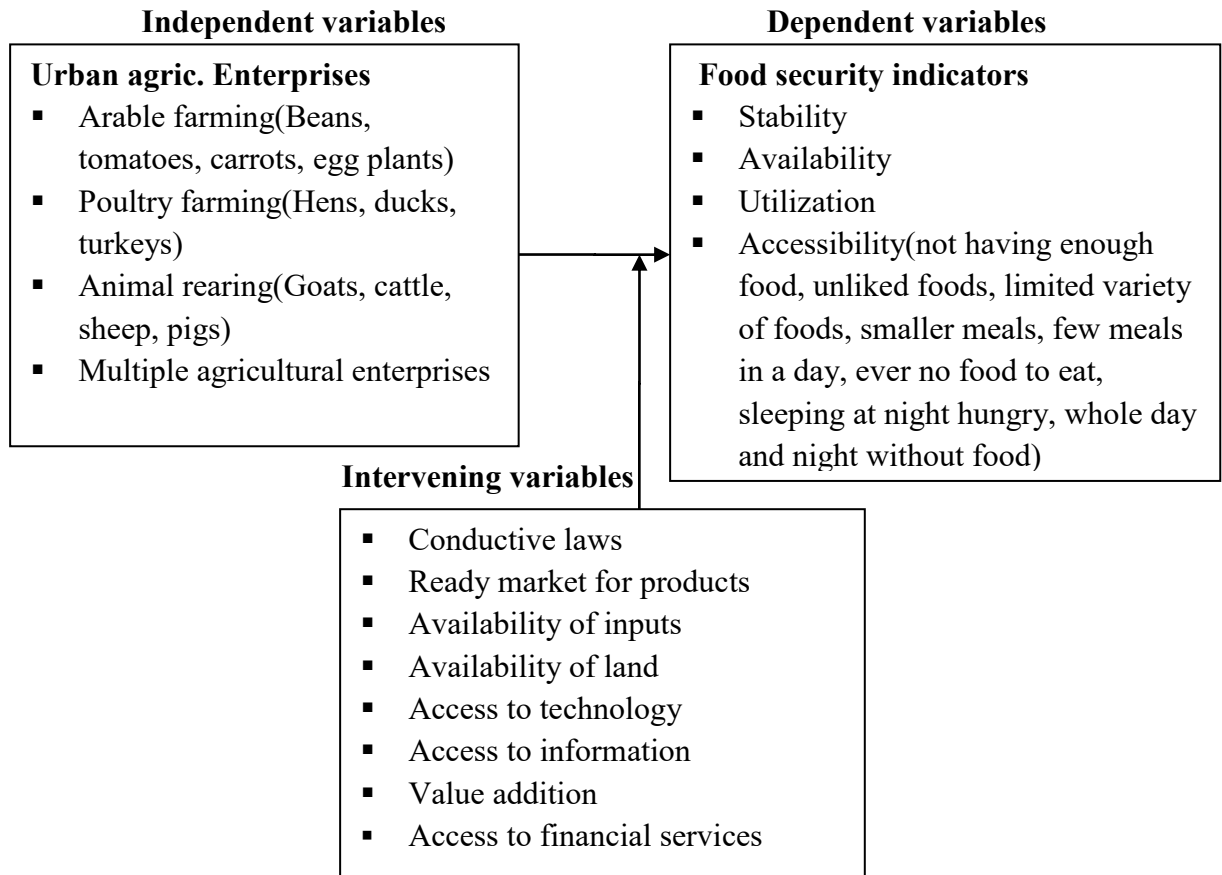 Independent variables
Urban agric. Enterprises
▪ Arable farming(Beans,
tomatoes, carrots, egg plants)
▪ Poultry farming(Hens, ducks,
turkeys)
▪ Animal rearing(Goats, cattle,
sheep, pigs)
▪ Multiple agricultural enterprises
Dependent variables
Food security indicators
▪ Stability
▪ Availability
▪ Utilization
▪ Accessibility(not having enough
food, unliked foods, limited variety
of foods, smaller meals, few meals
in a day, ever no food to eat,
sleeping at night hungry, whole day
and night without food)
Intervening variables
▪ Conductive laws
▪ Ready market for products
▪ Availability of inputs
▪ Availability of land
▪ Access to technology
▪ Access to information
▪ Value addition
▪ Access to financial services